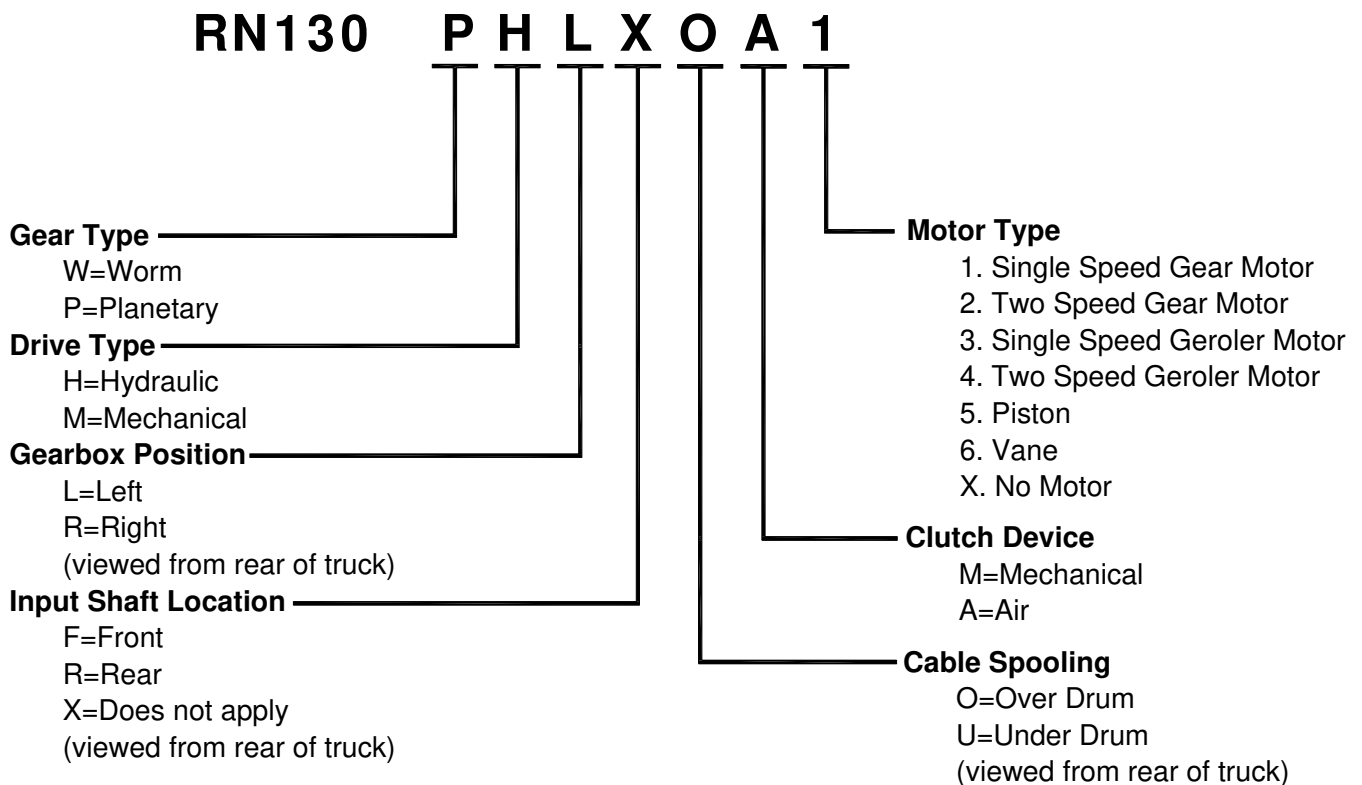 RN130 P H L X O A 1
Gear Type
W=Worm
P=Planetary
Drive Type
H=Hydraulic
M=Mechanical
Gearbox Position
L=Left
R=Right
(viewed from rear of truck)
Input Shaft Location
F=Front
R=Rear
X=Does not apply
(viewed from rear of truck)
Motor Type
1. Single Speed Gear Motor
2. Two Speed Gear Motor
3. Single Speed Geroler Motor
4. Two Speed Geroler Motor
5. Piston
6. Vane
X. No Motor
Clutch Device
M=Mechanical
A=Air
Cable Spooling
O=Over Drum
U=Under Drum
(viewed from rear of truck)